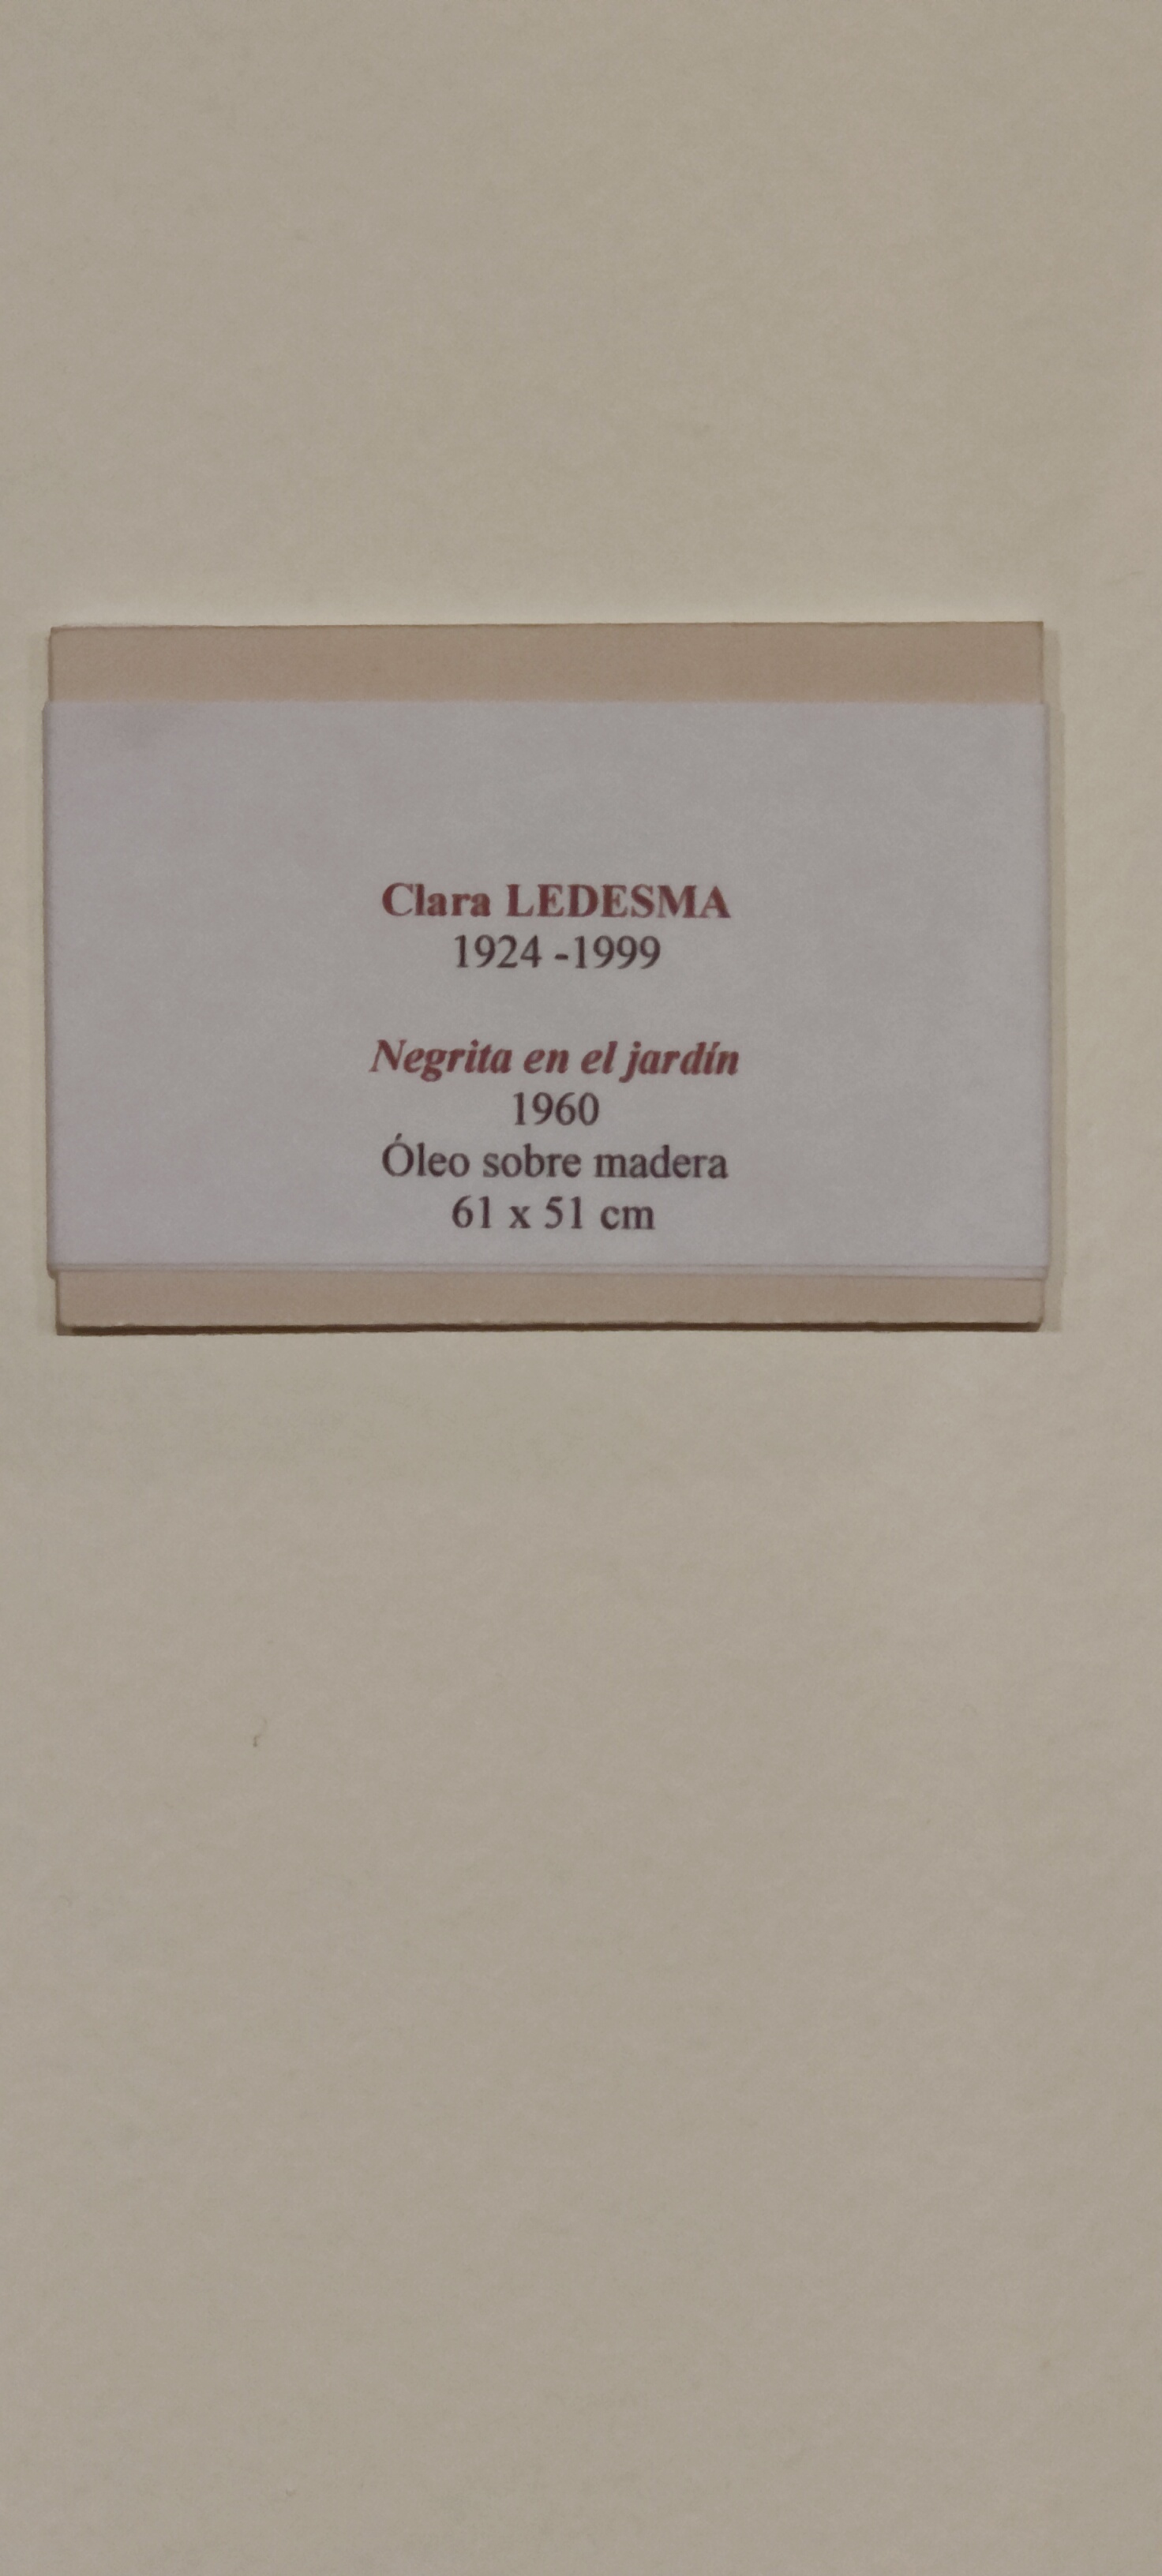 Clara LEDESMA
1924 -1999
Negrita en el jardín
1960
Óleo sobre madera
61 x 51 cm